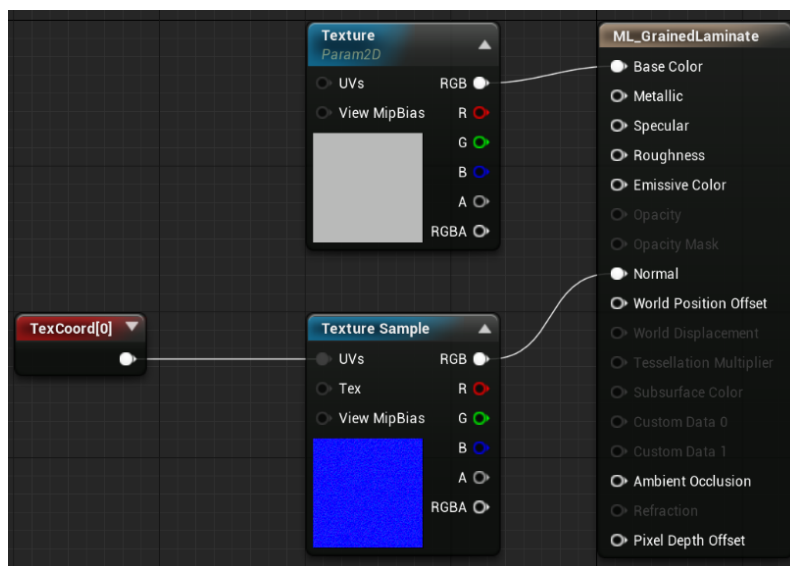 Texture
Param2D
UVs
RGB
View MipBias
R
G
B
A
RGBA
TexCoord[0]
Texture Sample
UVs
RGB
Tex
R
View MipBias
G
B
A
RGBA
ML_GrainedLaminate
Base Color
Metallic
Specular
Roughness
Emissive Color
Opacity
Opacity Mask
Normal
World Position Offset
World Displacement
Tessellation Multiplier
Subsurface Color
Custom Data 0
Custom Data 1
Ambient Occlusion
Refraction
Pixel Depth Offset